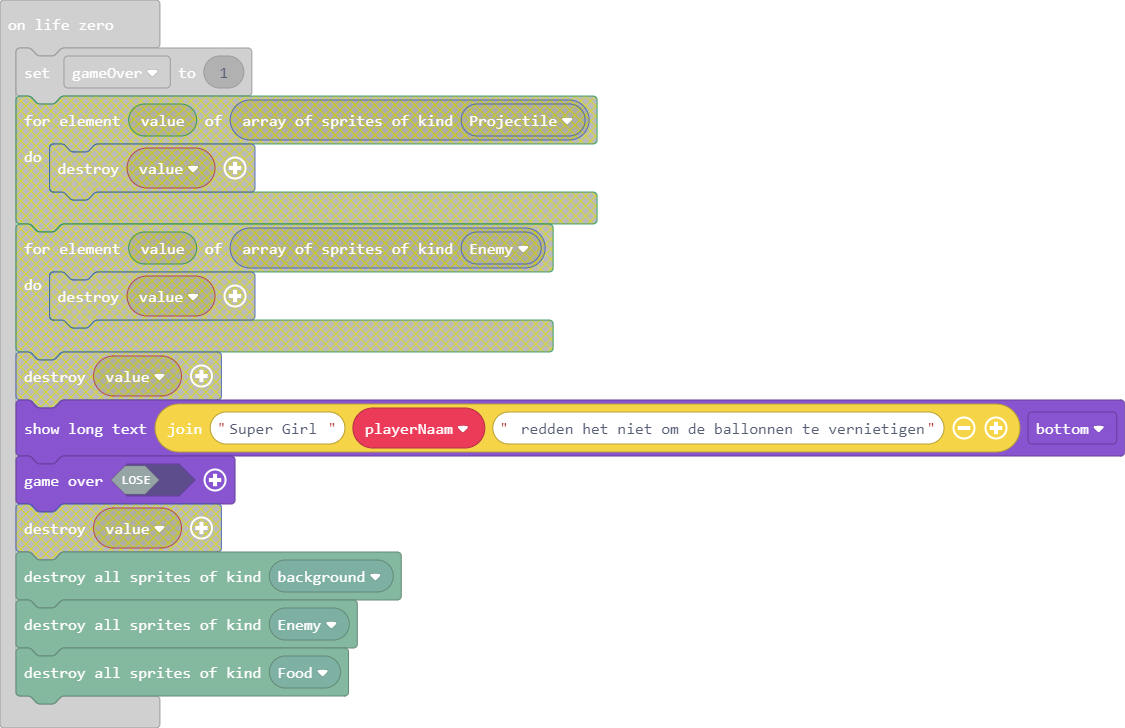 on life zero
set gameOver to 1
for element value of array of sprites of kind Projectile
do
destroy value
for element value of array of sprites of kind Enemy
do
destroy value
destroy value
show long text join "Super Girl " playerNaam " redden het niet om de ballonnen te vernietigen" bottom
game over LOSE
destroy value
destroy all sprites of kind background
destroy all sprites of kind Enemy
destroy all sprites of kind Food